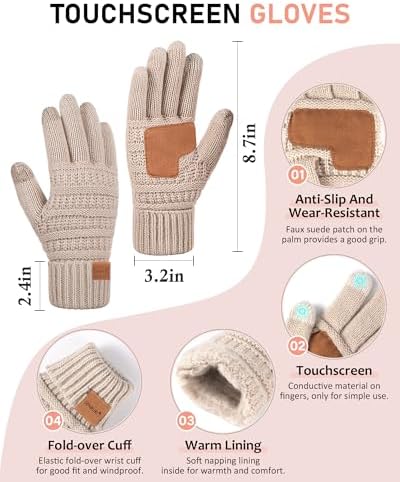 TOUCHSCREEN GLOVES
8.7in
2.4in
3.2in
01
Anti-Slip And
Wear-Resistant
Faux suede patch on the
palm provides a good grip.
02
Touchscreen
Conductive material on
fingers, only for simple use.
04
Fold-over Cuff
Elastic fold-over wrist cuff
for good fit and windproof.
03
Warm Lining
Soft napping lining
inside for warmth and comfort.